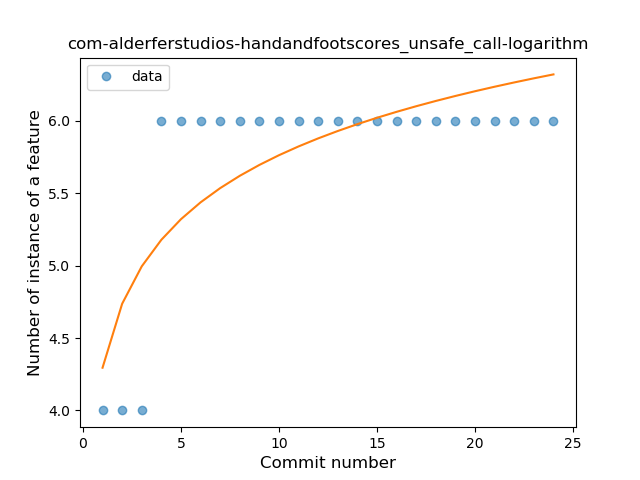 com-alderferstudios-handandfootscores_unsafe_call-logarithm
data
Number of instance of a feature
6.0
5.5
5.0
4.5
4.0
0 5 10 15 20 25
Commit number